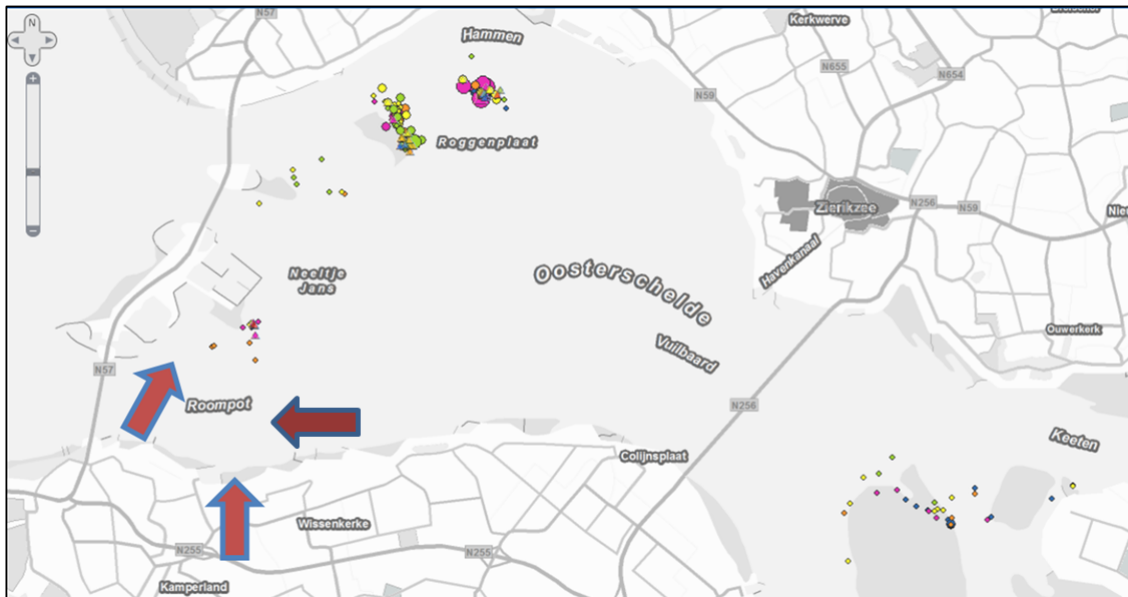 N
N57
Hammen
Kerkwerve
N655
N654
N59
Roggenplaat
Zierikzee
N256
N59
Havenkanaal
Neeltje
Jans
Oosterschelde
Vuilbaard
Ouwerkerk
N57
Roompot
N256
Keeten
Colijnsplaat
Wissenkerke
N255
N255
Kamperland